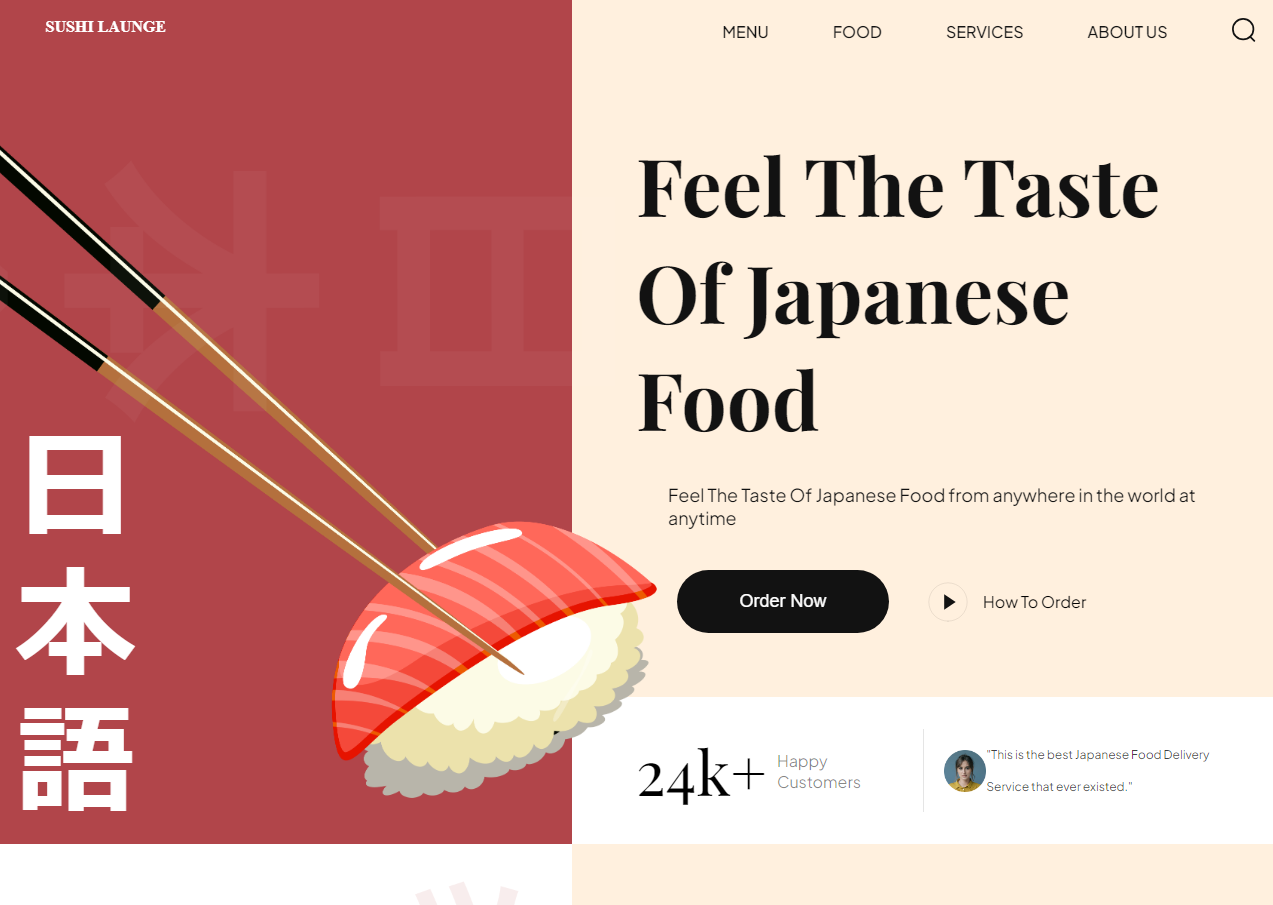 SUSHI LAUNGE
MENU
FOOD
SERVICES
ABOUT US
Feel The Taste
Of Japanese
Food
Feel The Taste Of Japanese Food from anywhere in the world at
anytime
Order Now
How To Order
日
本
語
24k+
Happy
Customers
"This is the best Japanese Food Delivery
Service that ever existed."